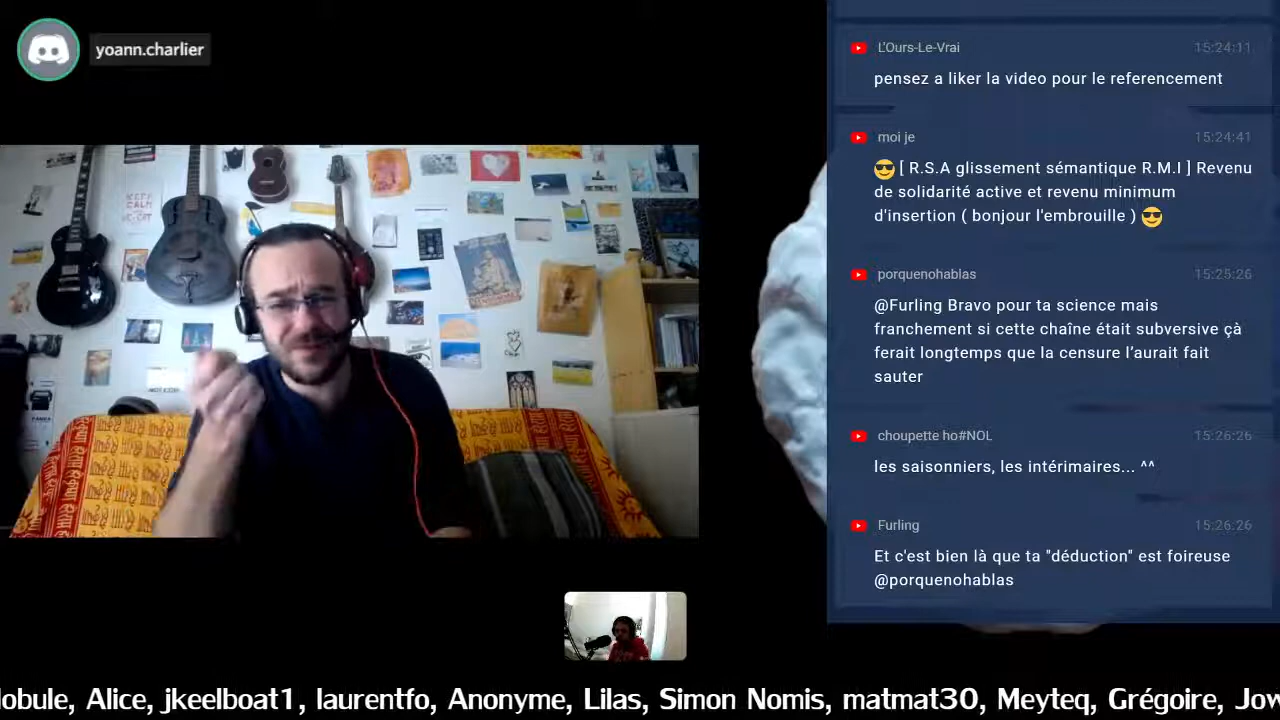 yoann.charlier
L'Ours-Le-Vrai 15:24:11
pensez a liker la video pour le referencement
moi je 15:24:41
😎 [ R.S.A glissement sémantique R.M.I ] Revenu
de solidarité active et revenu minimum
d'insertion ( bonjour l'embrouille ) 😎
porquenohablas 15:25:26
@Furling Bravo pour ta science mais
franchement si cette chaîne était subversive çà
ferait longtemps que la censure l'aurait fait
sauter
choupette ho#NOL 15:26:26
les saisonniers, les intérimaires... ^^
Furling 15:26:26
Et c'est bien là que ta "déduction" est foireuse
@porquenohablas
KEEP
CALM
lobule, Alice, jkeelboat1, laurentfo, Anonyme, Lilas, Simon Nomis, matmat30, Meyteq, Grégoire, Jov